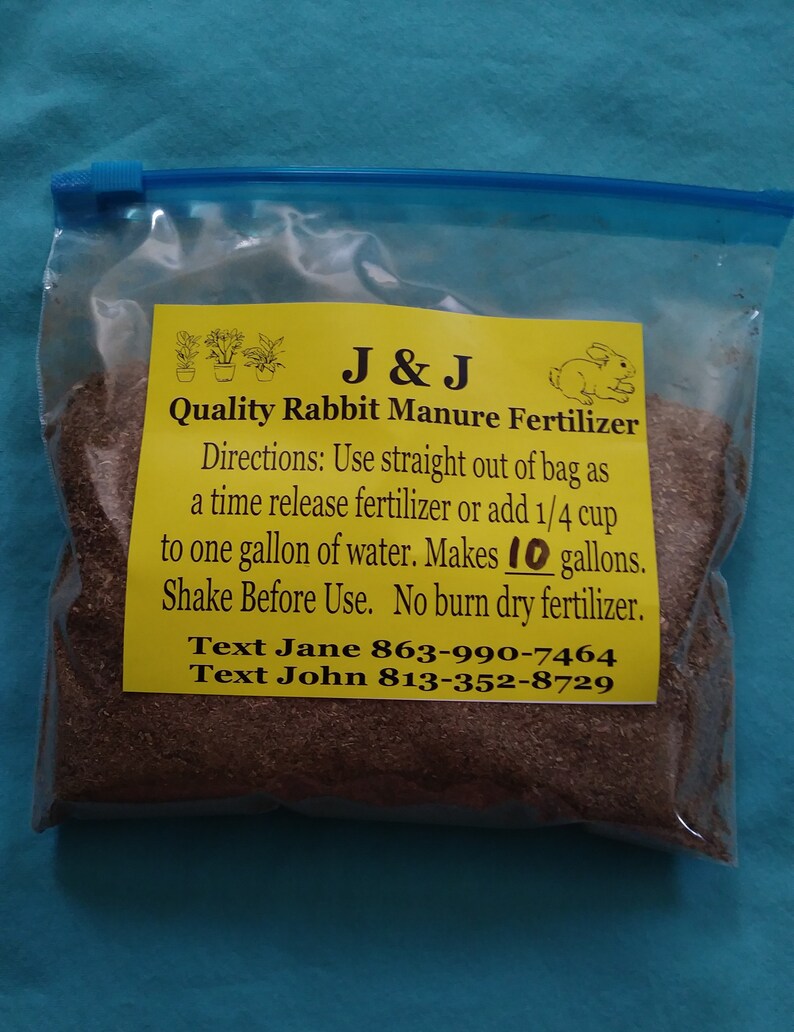 J & J
Quality Rabbit Manure Fertilizer
Directions: Use straight out of bag as
a time release fertilizer or add 1/4 cup
to one gallon of water. Makes 10 gallons.
Shake Before Use. No burn dry fertilizer.
Text Jane 863-990-7464
Text John 813-352-8729